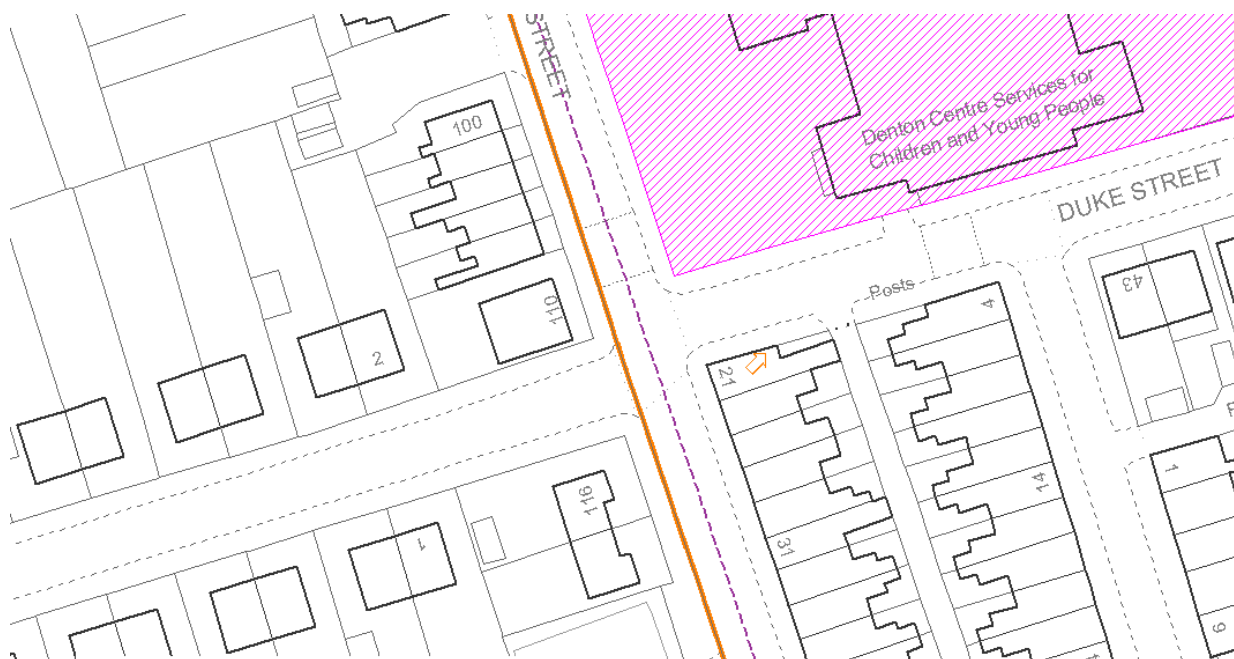 STREET
100
Denton Centre Services for
Children and Young People
DUKE STREET
110
2
Posts
4
43
21
116
1
31
14
1
9